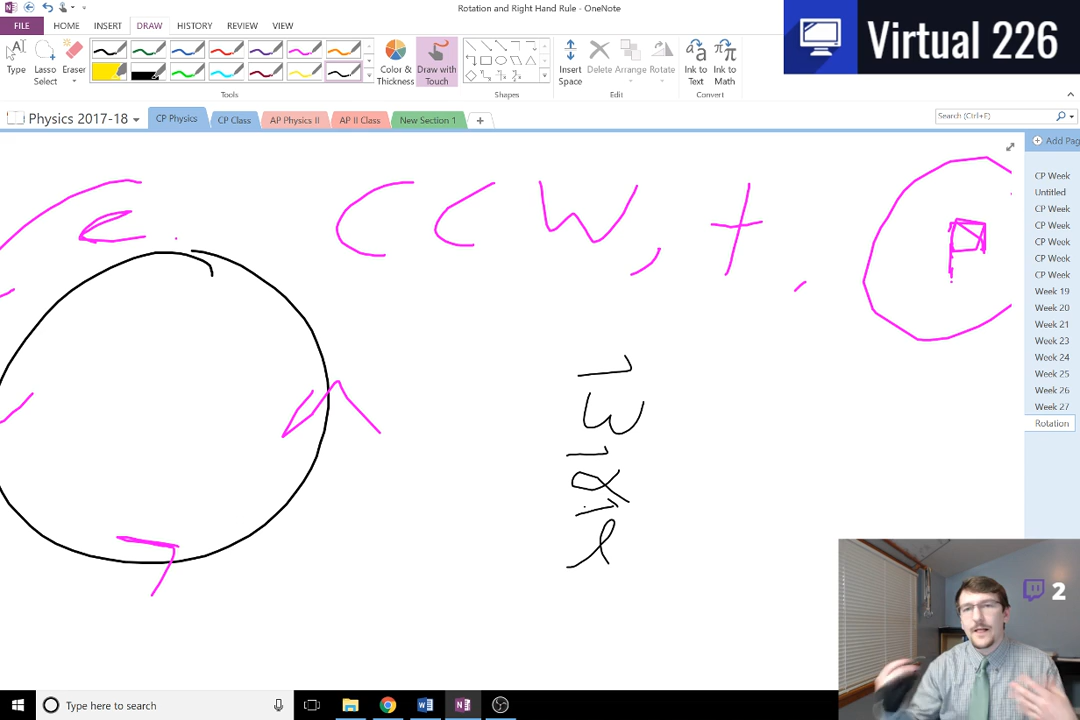 Rotation and Right Hand Rule - OneNote
FILE HOME INSERT DRAW HISTORY REVIEW VIEW
Virtual 226
Type
Lasso Select
Eraser
Color & Thickness
Draw with Touch
Insert Space
Delete
Arrange
Rotate
Ink to Text
Ink to Math
Tools
Shapes
Edit
Convert
Physics 2017-18
CP Physics
CP Class
AP Physics II
AP II Class
New Section 1
Search (Ctrl+E)
Add Pag
CP Week
Untitled
CP Week
CP Week
CP Week
CP Week
CP Week
Week 19
Week 20
Week 21
Week 23
Week 24
Week 25
Week 26
Week 27
Rotation
CCW, +
2
Type here to search